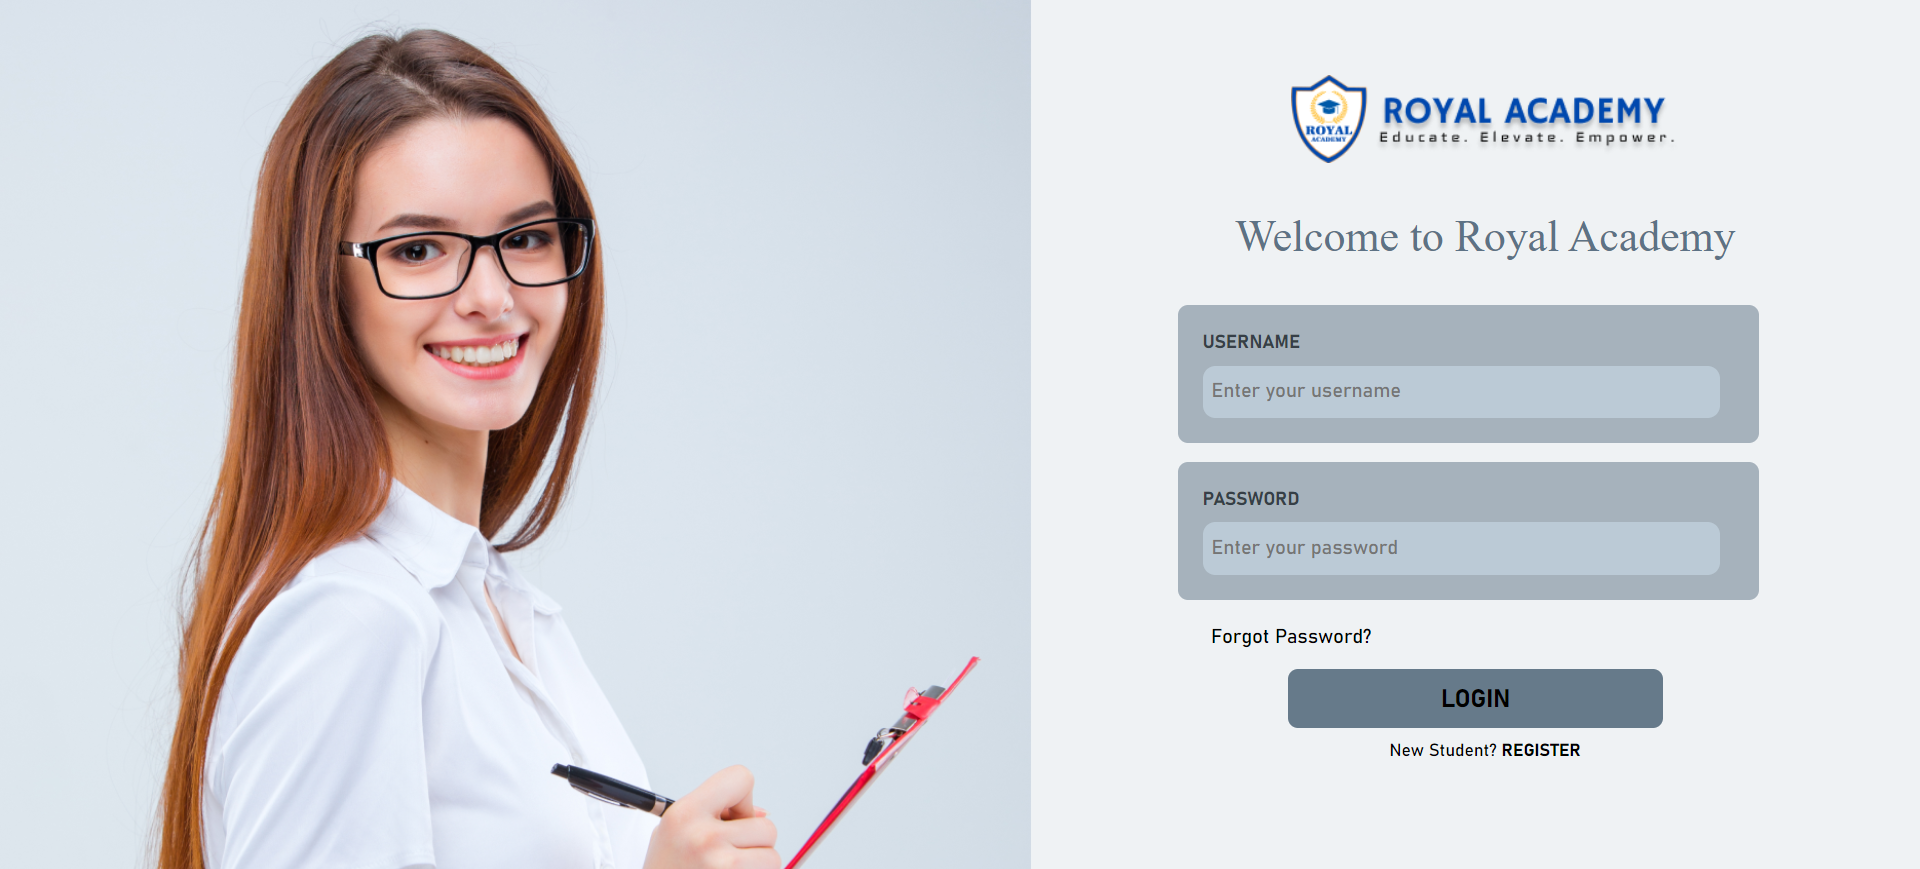 ROYAL
ACADEMY
ROYAL ACADEMY
Educate. Elevate. Empower.
Welcome to Royal Academy
USERNAME
Enter your username
PASSWORD
Enter your password
Forgot Password?
LOGIN
New Student? REGISTER